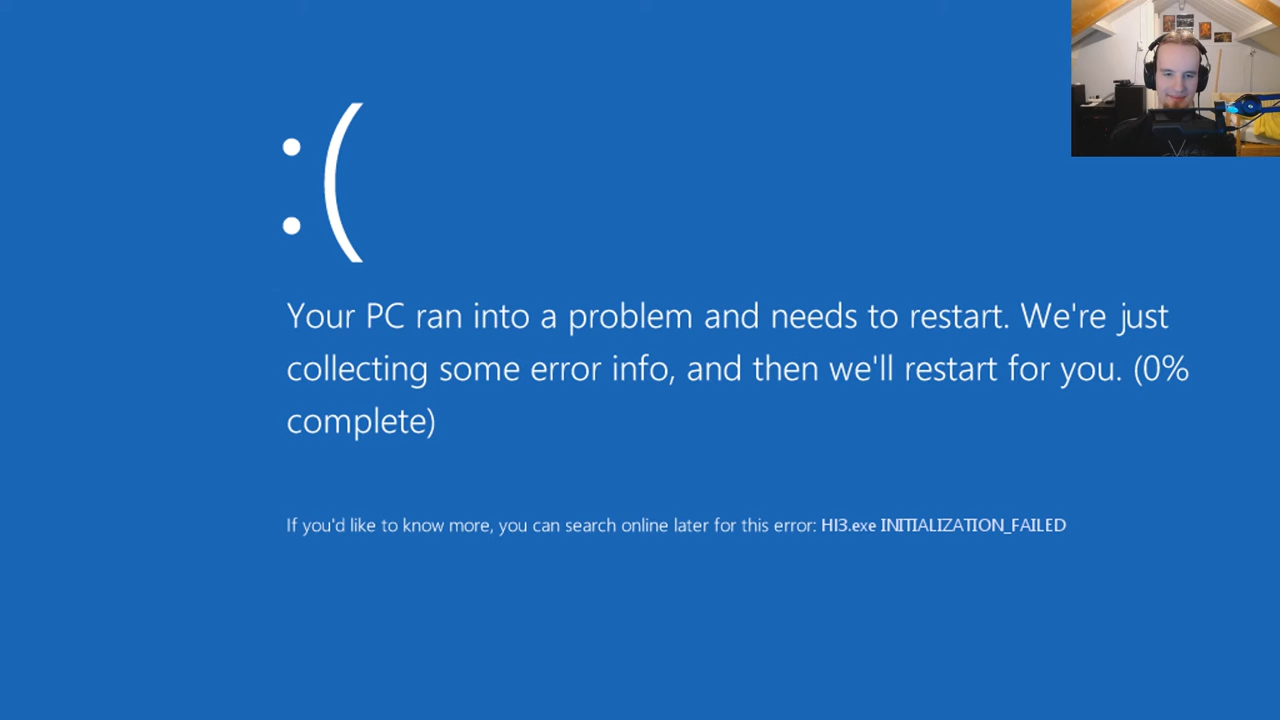 :(
Your PC ran into a problem and needs to restart. We're just
collecting some error info, and then we'll restart for you. (0%
complete)
If you'd like to know more, you can search online later for this error: HI3.exe INITIALIZATION_FAILED